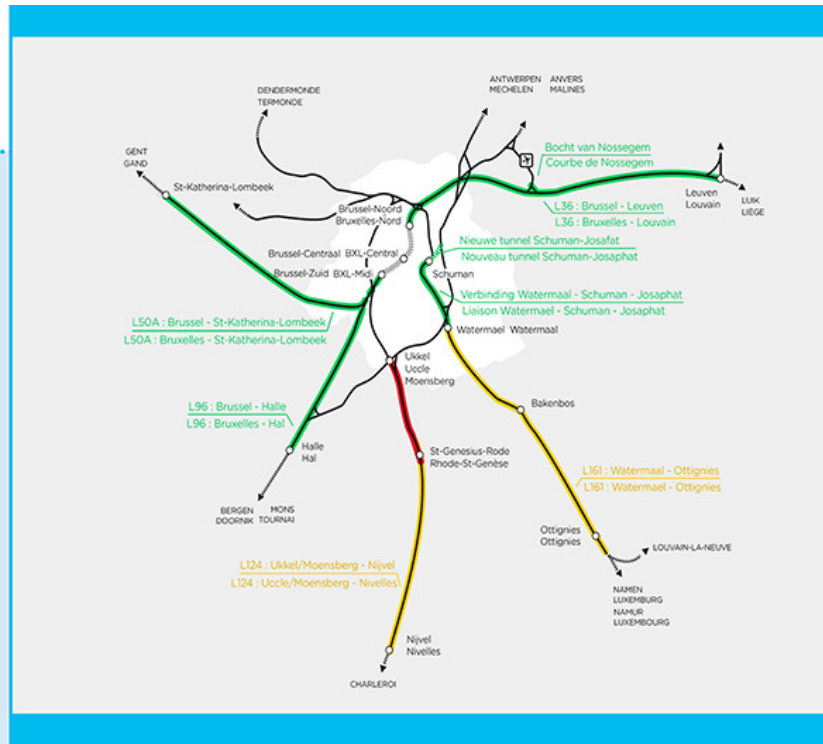 ANTWERPEN ANVERS
MECHELEN MALINES
DENDERMONDE
TERMONDE
GENT
GAND
St-Katherina-Lombeek
Bocht van Nossegem
Courbe de Nossegem
Leuven
Louvain
LUIK
LIÈGE
L36 : Brussel - Leuven
L36 : Bruxelles - Louvain
Brussel-Noord
Bruxelles-Nord
Brussel-Centraal BXL-Central
Brussel-Zuid BXL-Midi
Nieuwe tunnel Schuman-Josafat
Nouveau tunnel Schuman-Josaphat
Schuman
Verbinding Watermaal - Schuman - Josaphat
Liaison Watermael - Schuman - Josaphat
L50A : Brussel - St-Katherina-Lombeek
L50A : Bruxelles - St-Katherina-Lombeek
Watermael Watermaal
Ukkel
Uccle
Moensberg
L96 : Brussel - Halle
L96 : Bruxelles - Hal
Bakenbos
Halle
Hal
St-Genesius-Rode
Rhode-St-Genèse
L161 : Watermaal - Ottignies
L161 : Watermael - Ottignies
BERGEN MONS
DOORNIK TOURNAI
Ottignies
Ottignies
LOUVAIN-LA-NEUVE
L124 : Ukkel/Moensberg - Nijvel
L124 : Uccle/Moensberg - Nivelles
NAMEN
LUXEMBURG
NAMUR
LUXEMBOURG
Nijvel
Nivelles
CHARLEROI